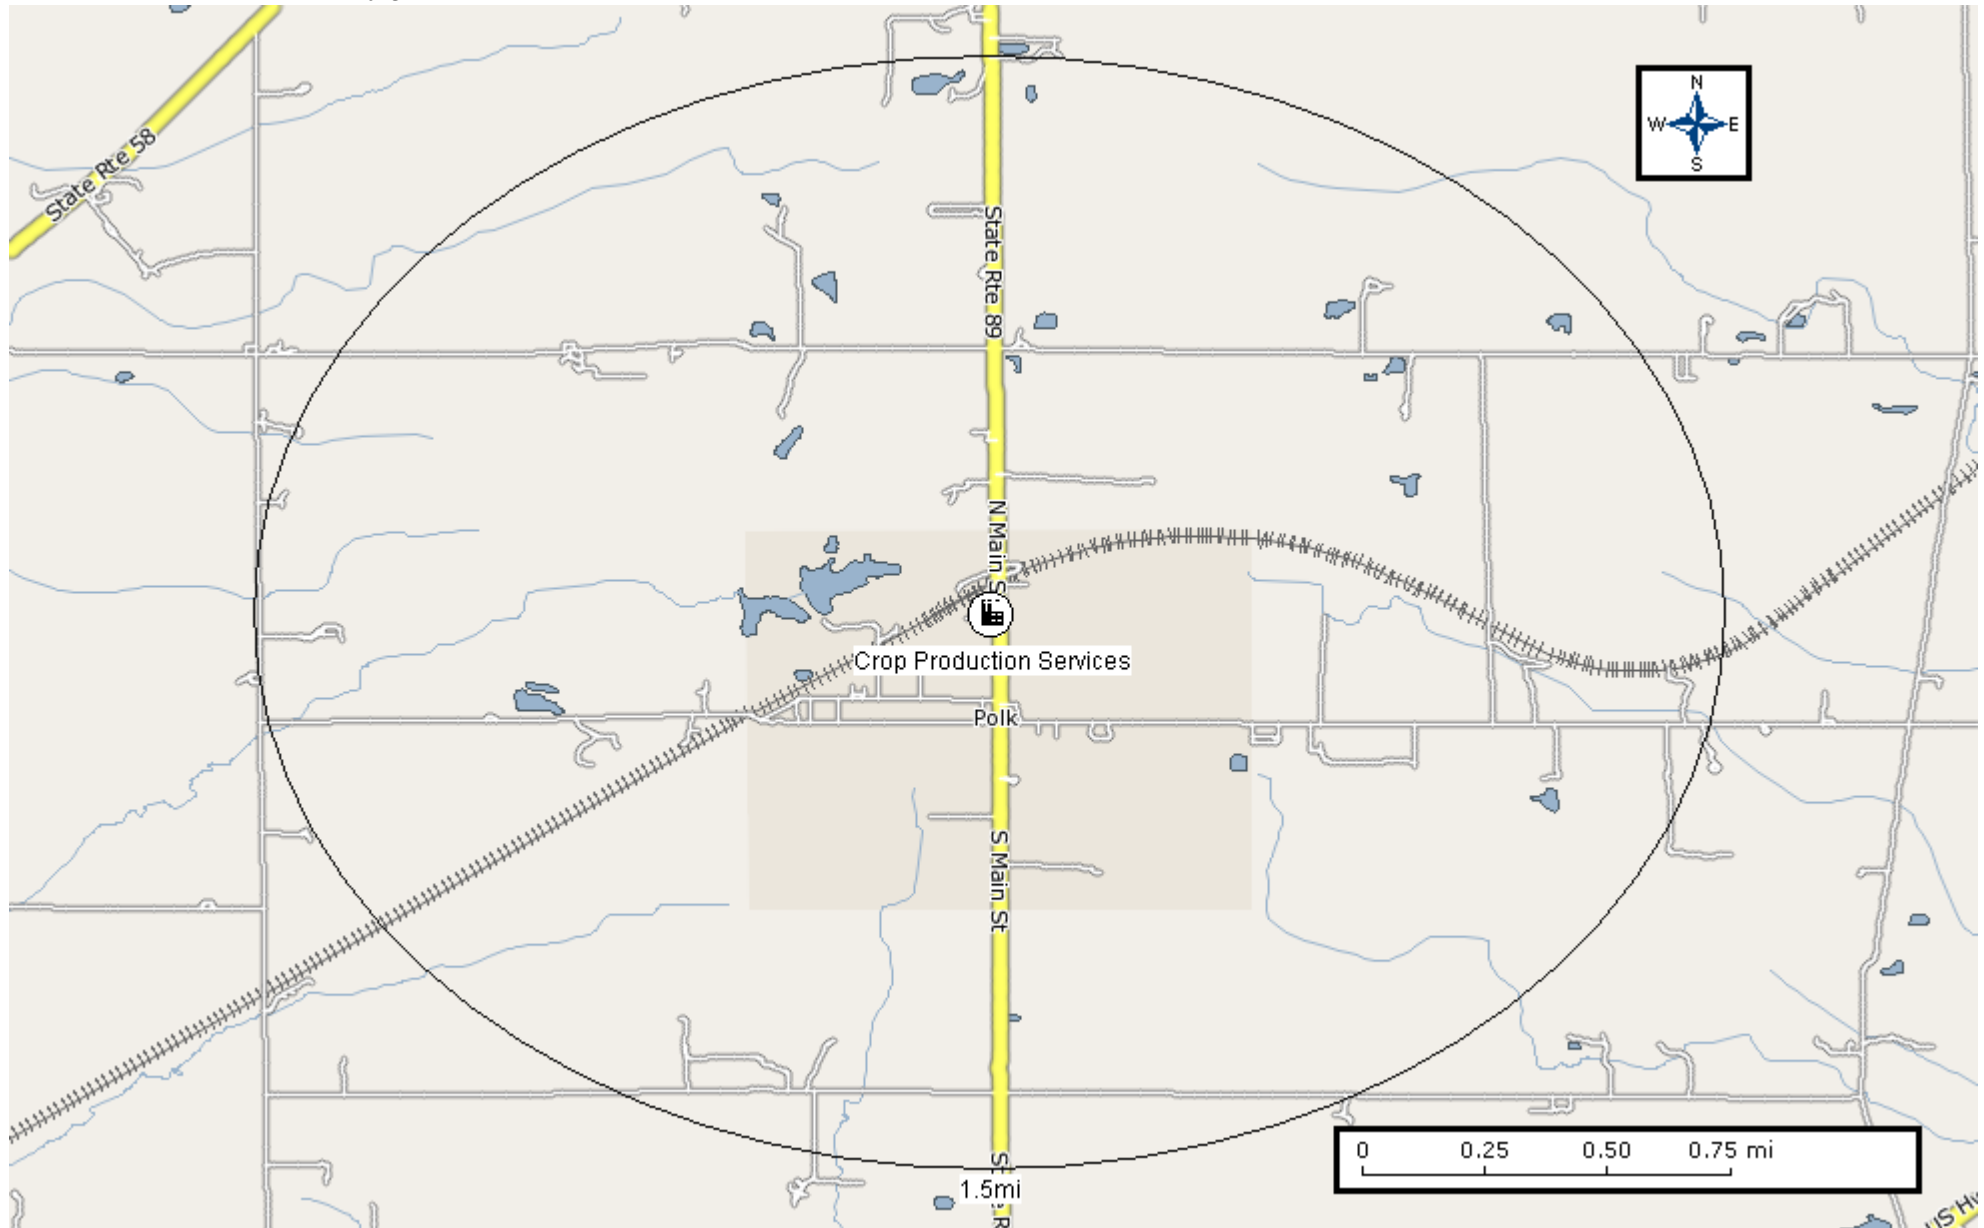 N
W E
S
State Rte 58
State Rte 89
N Main S
Crop Production Services
Polk
S Main St
0 0.25 0.50 0.75 mi
1.5mi
US H